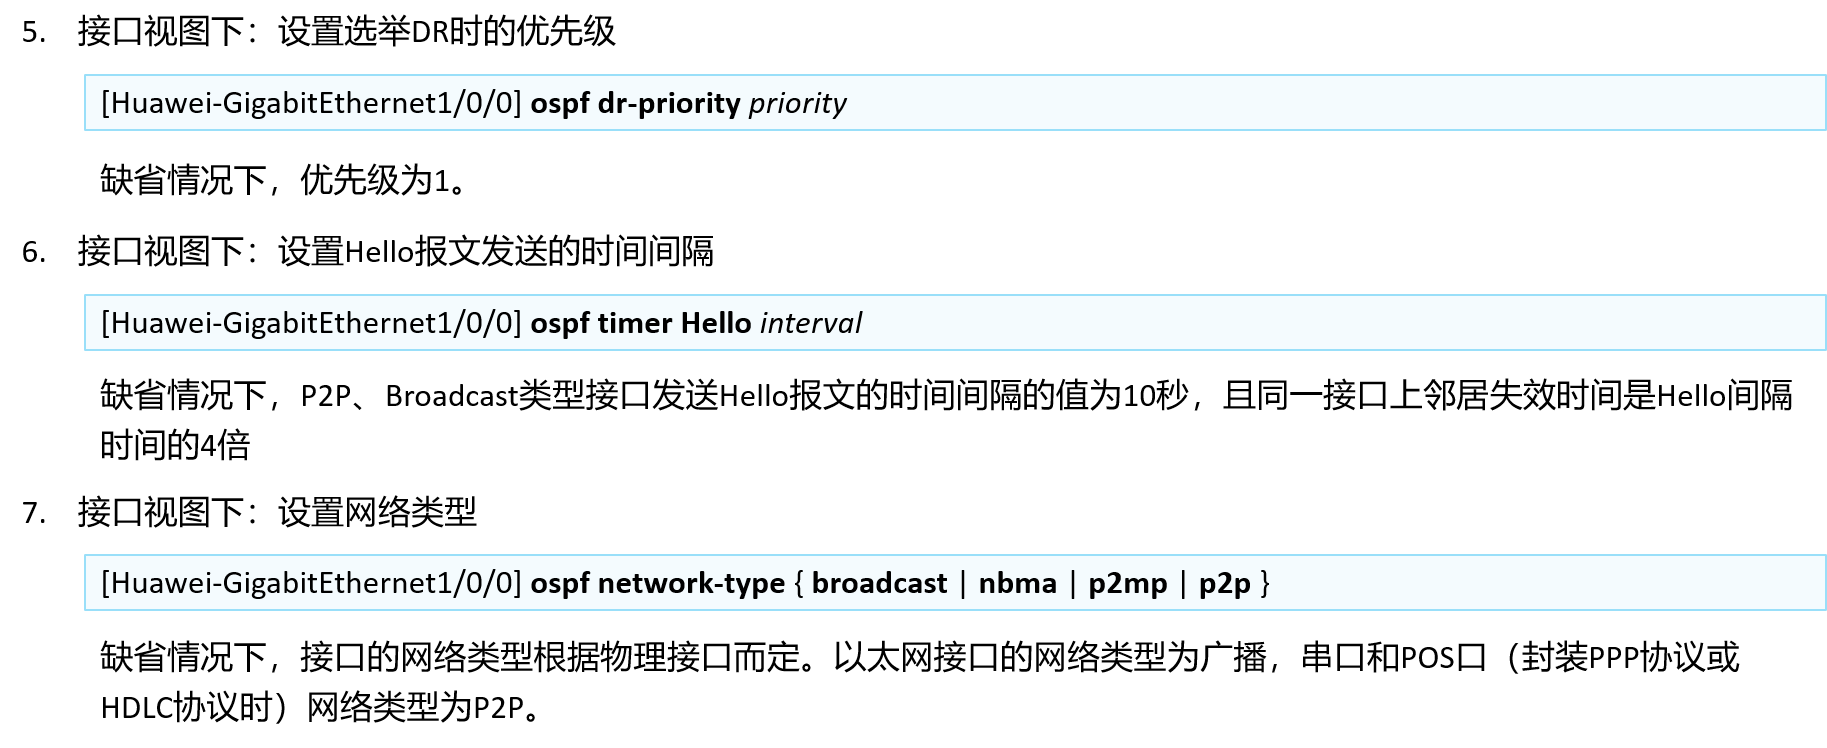 5. 接口视图下：设置选举DR时的优先级
[Huawei-GigabitEthernet1/0/0] ospf dr-priority priority
缺省情况下，优先级为1。
6. 接口视图下：设置Hello报文发送的时间间隔
[Huawei-GigabitEthernet1/0/0] ospf timer Hello interval
缺省情况下，P2P、Broadcast类型接口发送Hello报文的时间间隔的值为10秒，且同一接口上邻居失效时间是Hello间隔
时间的4倍
7. 接口视图下：设置网络类型
[Huawei-GigabitEthernet1/0/0] ospf network-type { broadcast | nbma | p2mp | p2p }
缺省情况下，接口的网络类型根据物理接口而定。以太网接口的网络类型为广播，串口和POS口（封装PPP协议或
HDLC协议时）网络类型为P2P。